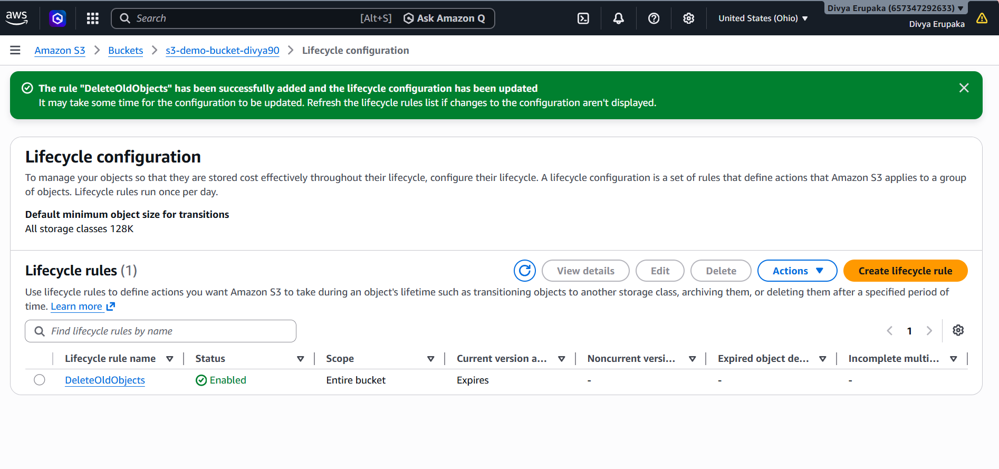 aws
Search
[Alt+S]
Ask Amazon Q
United States (Ohio)
Divya Erupaka (657347292633)
Divya Erupaka
Amazon S3
Buckets
s3-demo-bucket-divya90
Lifecycle configuration
The rule "DeleteOldObjects" has been successfully added and the lifecycle configuration has been updated
It may take some time for the configuration to be updated. Refresh the lifecycle rules list if changes to the configuration aren't displayed.
Lifecycle configuration
To manage your objects so that they are stored cost effectively throughout their lifecycle, configure their lifecycle. A lifecycle configuration is a set of rules that define actions that Amazon S3 applies to a group
of objects. Lifecycle rules run once per day.
Default minimum object size for transitions
All storage classes 128K
Lifecycle rules (1)
View details
Edit
Delete
Actions
Create lifecycle rule
Use lifecycle rules to define actions you want Amazon S3 to take during an object's lifetime such as transitioning objects to another storage class, archiving them, or deleting them after a specified period of
time. Learn more
Find lifecycle rules by name
1
Lifecycle rule name
Status
Scope
Current version a...
Noncurrent versi...
Expired object de...
Incomplete multi...
DeleteOldObjects
Enabled
Entire bucket
Expires
-
-
-